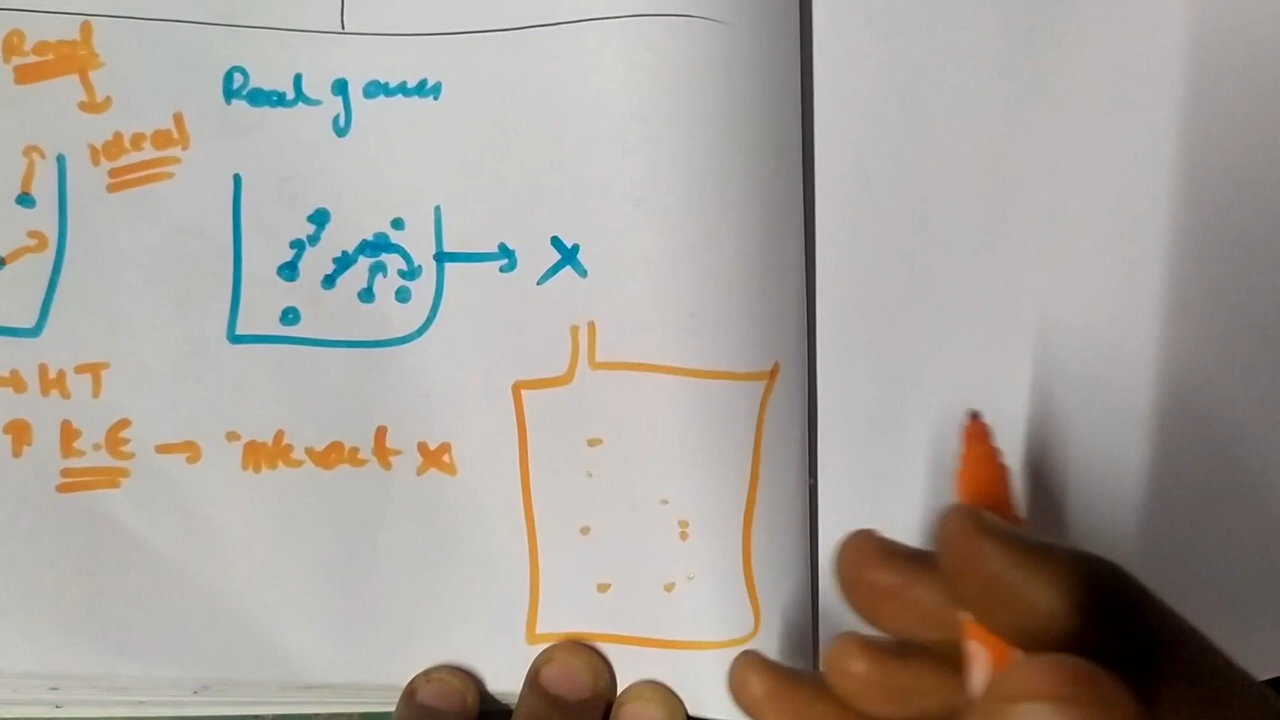 Real
Real gases
ideal
X
→ HT
↑ K.E → interact X